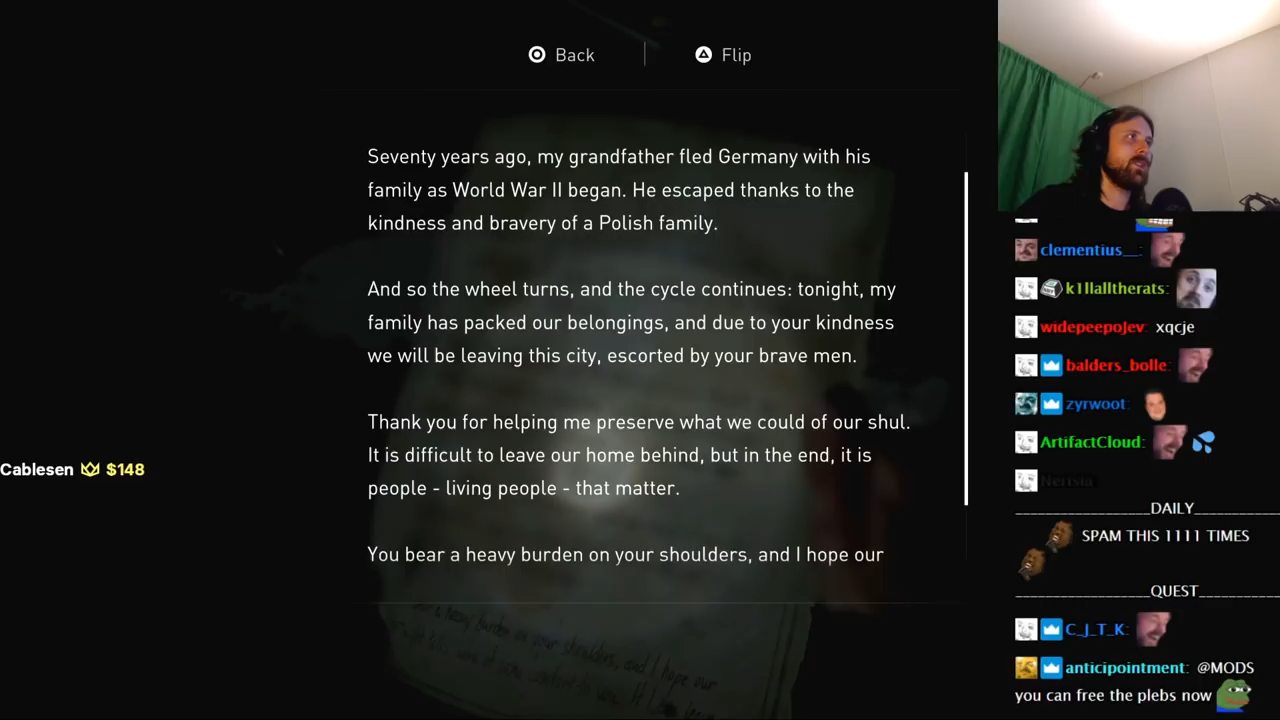 Back
Flip
Seventy years ago, my grandfather fled Germany with his
family as World War II began. He escaped thanks to the
kindness and bravery of a Polish family.
And so the wheel turns, and the cycle continues: tonight, my
family has packed our belongings, and due to your kindness
we will be leaving this city, escorted by your brave men.
Thank you for helping me preserve what we could of our shul.
It is difficult to leave our home behind, but in the end, it is
people - living people - that matter.
You bear a heavy burden on your shoulders, and I hope our
Cablesen $148
clementius__:
k1llalltherats:
widepeepoJev: xqcje
balders_bolle:
zyrwoot:
ArtifactCloud:
Nerisia
DAILY
SPAM THIS 1111 TIMES
QUEST
C_J_T_K:
anticipointment: @MODS
you can free the plebs now